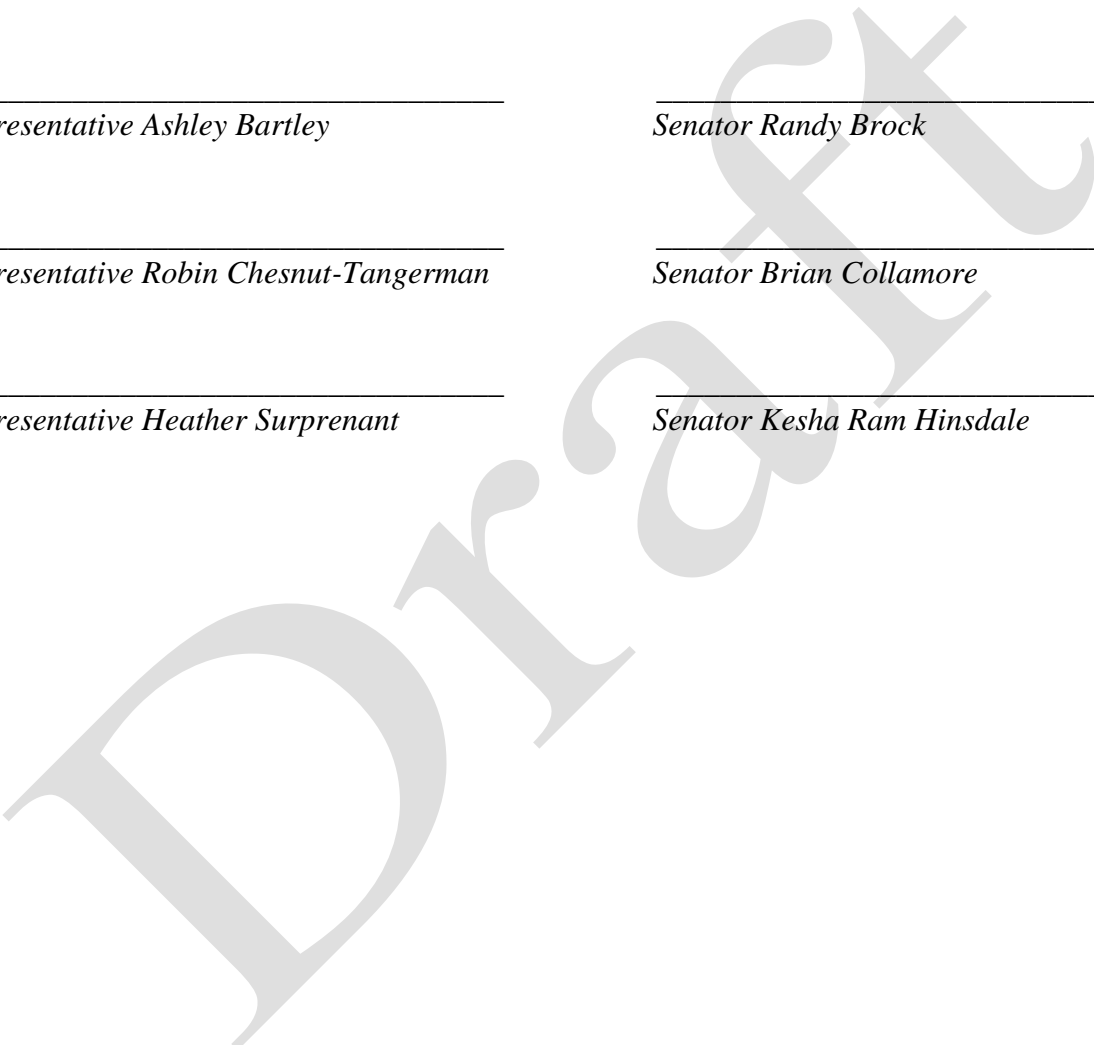 resentative Ashley Bartley
Senator Randy Brock
resentative Robin Chesnut-Tangerman
Senator Brian Collamore
resentative Heather Surprenant
Senator Kesha Ram Hinsdale
Draft